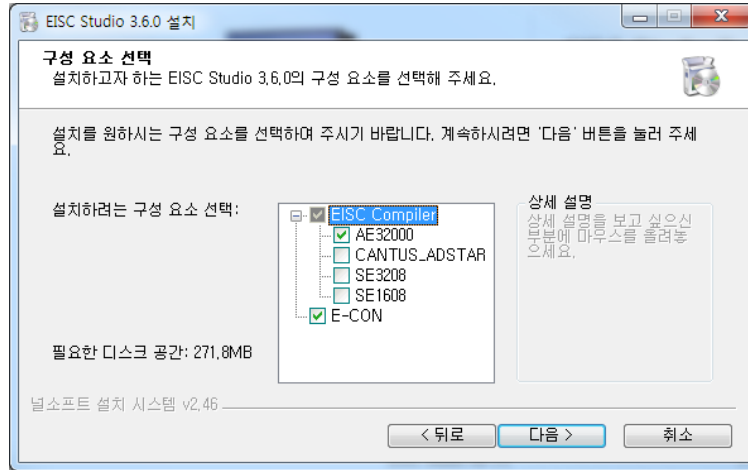 EISC Studio 3.6.0 설치
구성 요소 선택
설치하고자 하는 EISC Studio 3.6.0의 구성 요소를 선택해 주세요.
설치를 원하시는 구성 요소를 선택하여 주시기 바랍니다. 계속하시려면 '다음' 버튼을 눌러 주세
요.
설치하려는 구성 요소 선택:
EISC Compiler
AE32000
CANTUS_ADSTAR
SE3208
SE1608
E-CON
상세 설명
상세 설명을 보고 싶으신
부분에 마우스를 올려놓
으세요.
필요한 디스크 공간: 271.8MB
널소프트 설치 시스템 v2.46
< 뒤로
다음 >
취소